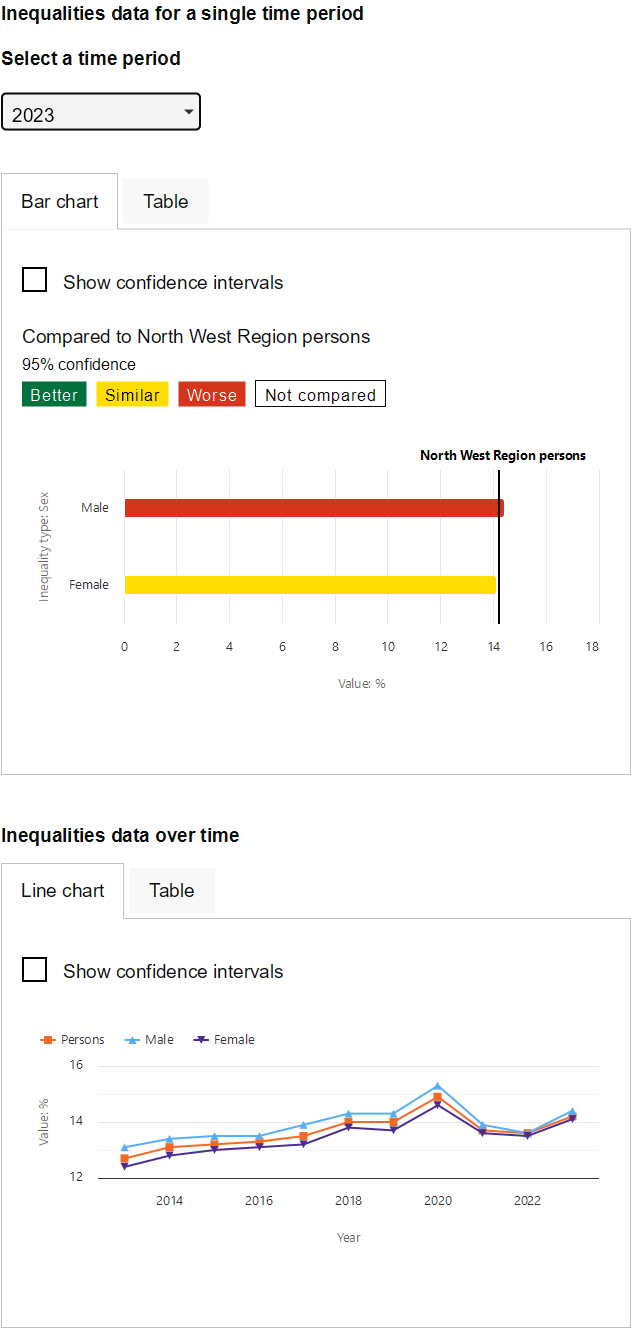 Inequalities data for a single time period
Select a time period
2023
Bar chart
Table
Show confidence intervals
Compared to North West Region persons
95% confidence
Better Similar Worse Not compared
North West Region persons
Inequality type: Sex
Male
Female
0 2 4 6 8 10 12 14 16 18
Value: %
Inequalities data over time
Line chart
Table
Show confidence intervals
Persons Male Female
Value: %
16
14
12
2014 2016 2018 2020 2022
Year